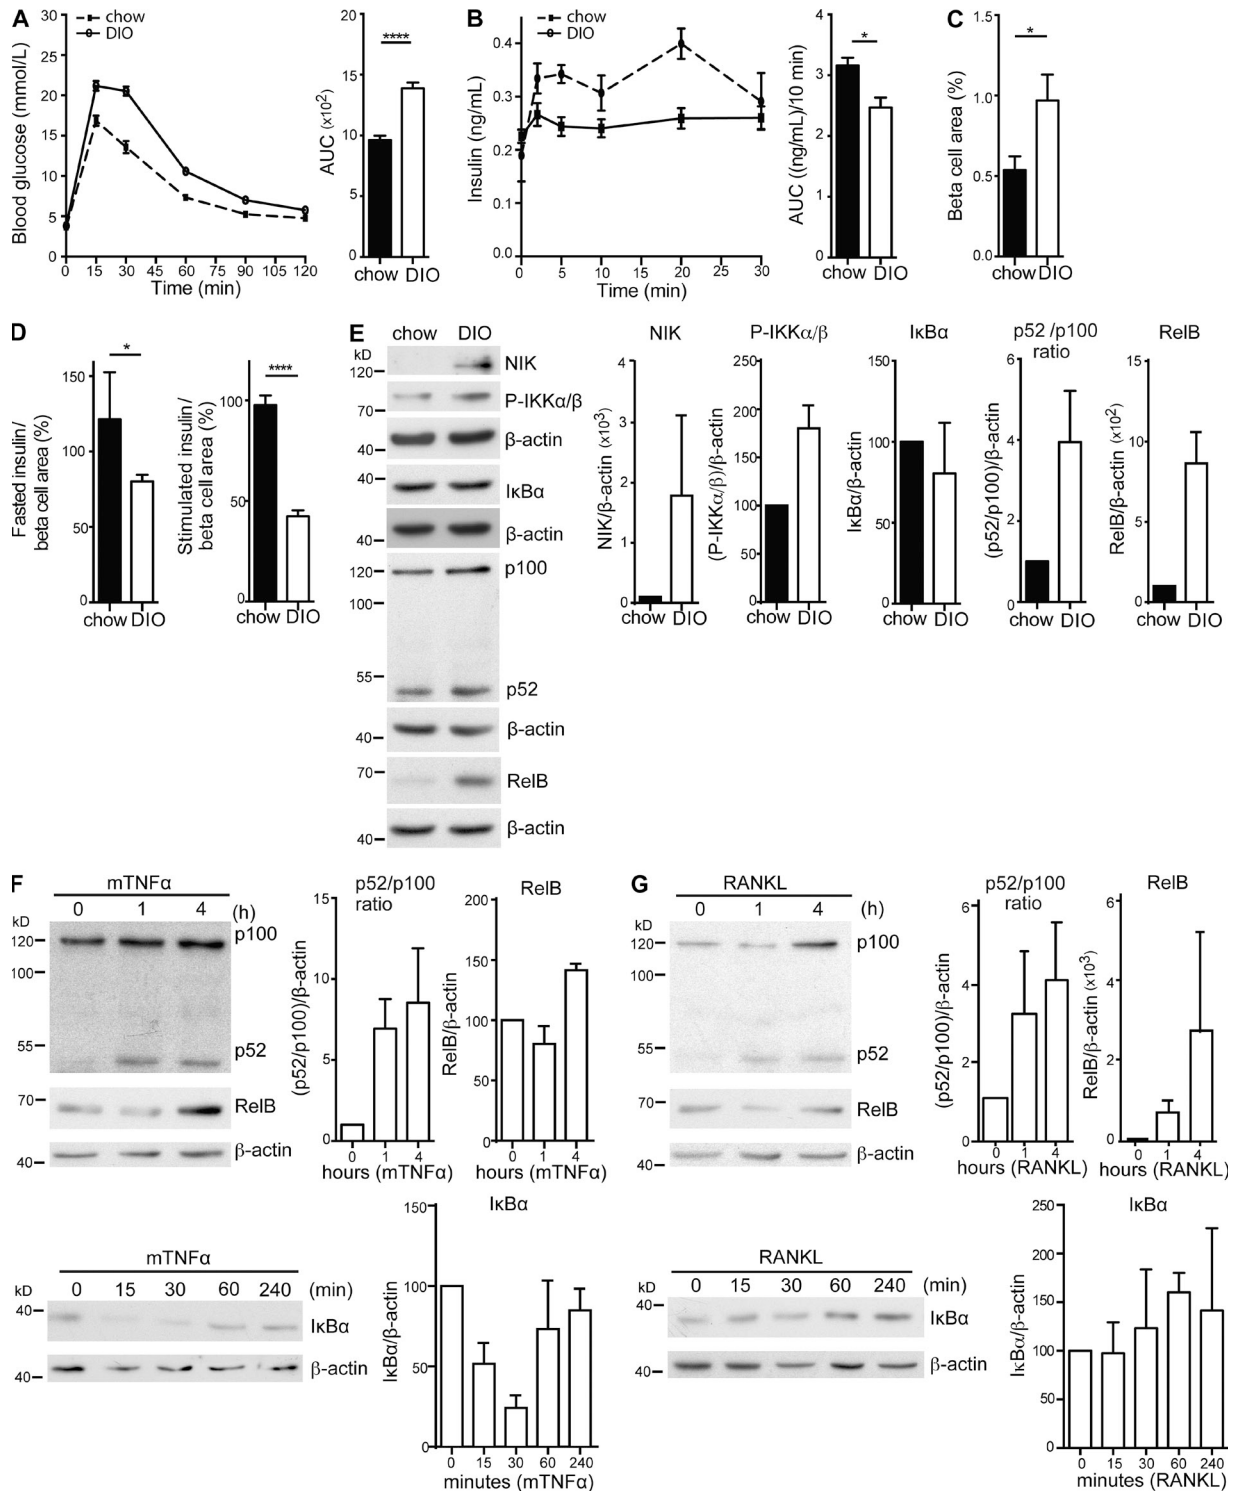 A
chow
DIO
Blood glucose (mmol/L)
30
25
20
15
10
5
0
0 15 30 45 60 75 90 105 120
Time (min)
****
AUC (x10²)
20
15
10
5
0
chow DIO
B
chow
DIO
Insulin (ng/mL)
0.4
0.3
0.2
0.1
0.0
0 5 10 15 20 25 30
Time (min)
*
AUC ((ng/mL)/10 min)
4
3
2
1
0
chow DIO
C
*
Beta cell area (%)
1.5
1.0
0.5
0.0
chow DIO
D
*
Fasted insulin/
beta cell area (%)
150
100
50
0
chow DIO
****
Stimulated insulin/
beta cell area (%)
100
50
0
chow DIO
E
chow DIO
kD
120 NIK
P-IKKα/β
70
β-actin
40
40
IκBα
β-actin
40
120 p100
100
55
p52
β-actin
40
70
RelB
β-actin
40
NIK
NIK/β-actin (x10³)
4
3
2
1
0
chow DIO
P-IKKα/β
(P-IKKα/β)/β-actin
250
200
150
100
50
0
chow DIO
IκBα
IκBα/β-actin
150
100
50
0
chow DIO
p52 /p100
ratio
(p52/p100)/β-actin
6
4
2
0
chow DIO
RelB
RelB/β-actin (x10²)
15
10
5
0
chow DIO
F
mTNFα
0 1 4 (h)
kD
120 p100
100
55
p52
70
RelB
β-actin
40
p52/p100
ratio
(p52/p100)/β-actin
15
10
5
0
0 1 4
hours (mTNFα)
RelB
RelB/β-actin
200
150
100
50
0
0 1 4
hours (mTNFα)
mTNFα
0 15 30 60 240 (min)
kD
40
IκBα
β-actin
40
IκBα
IκBα/β-actin
150
100
50
0
0 15 30 60 240
minutes (mTNFα)
G
RANKL
0 1 4 (h)
kD
120 p100
100
55
p52
70
RelB
β-actin
40
p52/p100
ratio
(p52/p100)/β-actin
6
4
2
0
0 1 4
hours (RANKL)
RelB
RelB/β-actin (x10³)
6
4
2
0
0 1 4
hours (RANKL)
RANKL
0 15 30 60 240 (min)
kD
40
IκBα
β-actin
40
IκBα
IκBα/β-actin
250
200
150
100
50
0
0 15 30 60 240
minutes (RANKL)